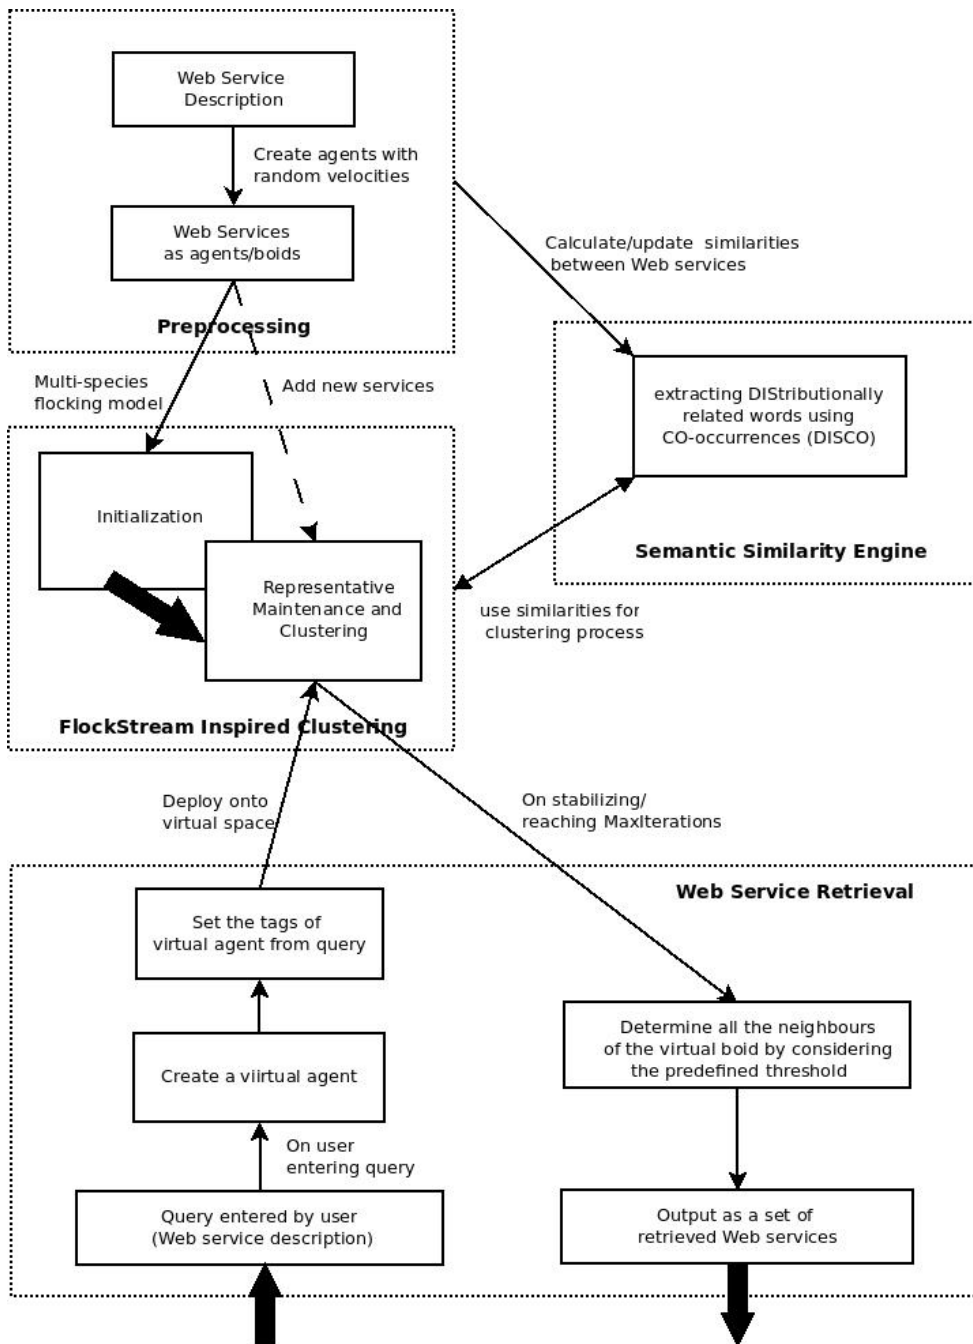 Web Service
Description
Create agents with
random velocities
Web Services
as agents/boids
Preprocessing
Calculate/update similarities
between Web services
Multi-species
flocking model
Add new services
extracting DIStributionally
related words using
CO-occurrences (DISCO)
Semantic Similarity Engine
Initialization
Representative
Maintenance and
Clustering
use similarities for
clustering process
FlockStream Inspired Clustering
Deploy onto
virtual space
On stabilizing/
reaching MaxIterations
Web Service Retrieval
Set the tags of
virtual agent from query
Determine all the neighbours
of the virtual boid by considering
the predefined threshold
Create a viirtual agent
On user
entering query
Query entered by user
(Web service description)
Output as a set of
retrieved Web services